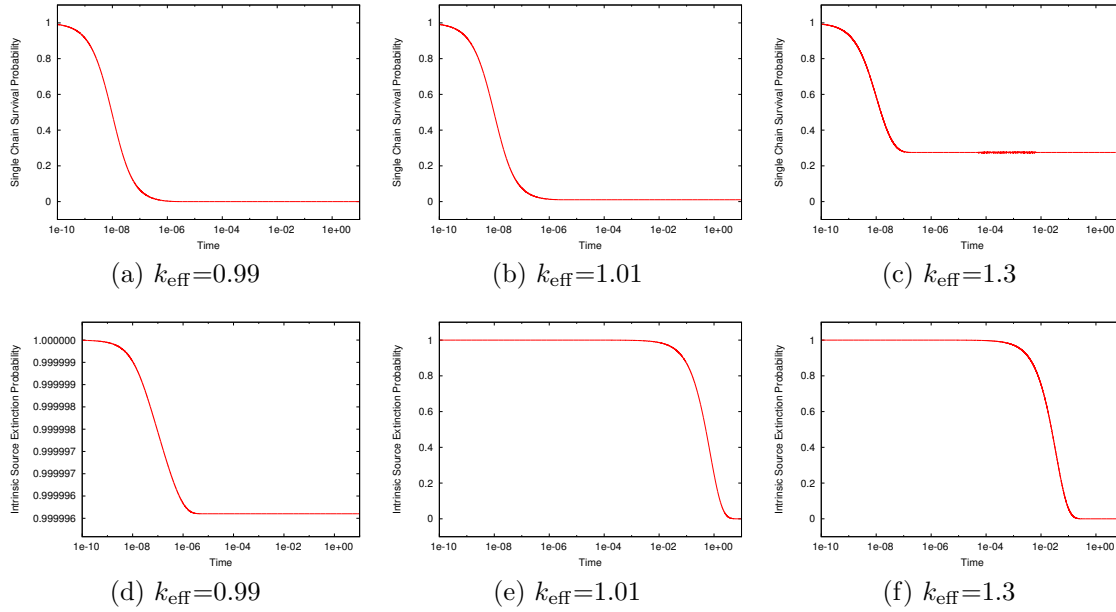 Single Chain Survival Probability
1
0.8
0.6
0.4
0.2
0
1e-10 1e-08 1e-06 1e-04 1e-02 1e+00
Time
(a) k_eff=0.99
Single Chain Survival Probability
1
0.8
0.6
0.4
0.2
0
1e-10 1e-08 1e-06 1e-04 1e-02 1e+00
Time
(b) k_eff=1.01
Single Chain Survival Probability
1
0.8
0.6
0.4
0.2
0
1e-10 1e-08 1e-06 1e-04 1e-02 1e+00
Time
(c) k_eff=1.3
Intrinsic Source Extinction Probability
1.000000
0.999999
0.999999
0.999998
0.999998
0.999997
0.999997
0.999996
0.999996
1e-10 1e-08 1e-06 1e-04 1e-02 1e+00
Time
(d) k_eff=0.99
Intrinsic Source Extinction Probability
1
0.8
0.6
0.4
0.2
0
1e-10 1e-08 1e-06 1e-04 1e-02 1e+00
Time
(e) k_eff=1.01
Intrinsic Source Extinction Probability
1
0.8
0.6
0.4
0.2
0
1e-10 1e-08 1e-06 1e-04 1e-02 1e+00
Time
(f) k_eff=1.3